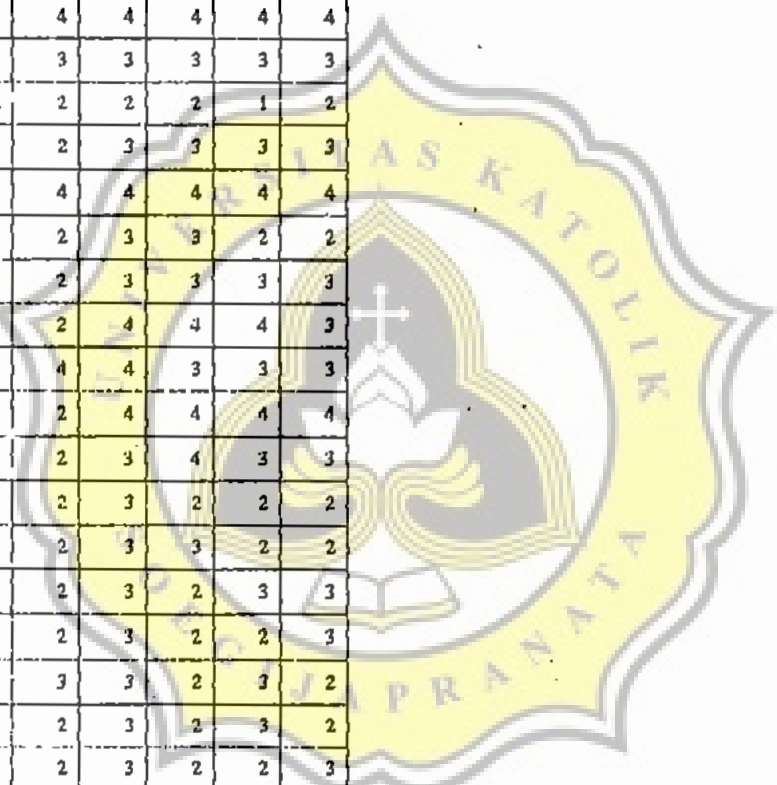 4 4 4 4 4
3 3 3 3 3
2 2 2 1 2
2 3 3 3 3
4 4 4 4 4
2 3 3 2 2
2 3 3 3 3
2 4 4 4 3
4 4 3 3 3
2 4 4 4 4
2 3 4 3 3
2 3 2 2 2
2 3 3 2 2
2 3 2 3 3
2 3 2 2 3
3 3 2 3 2
2 3 2 3 2
2 3 2 2 3
UNIVERSITAS KATOLIK
SOEGIJAPRANATA